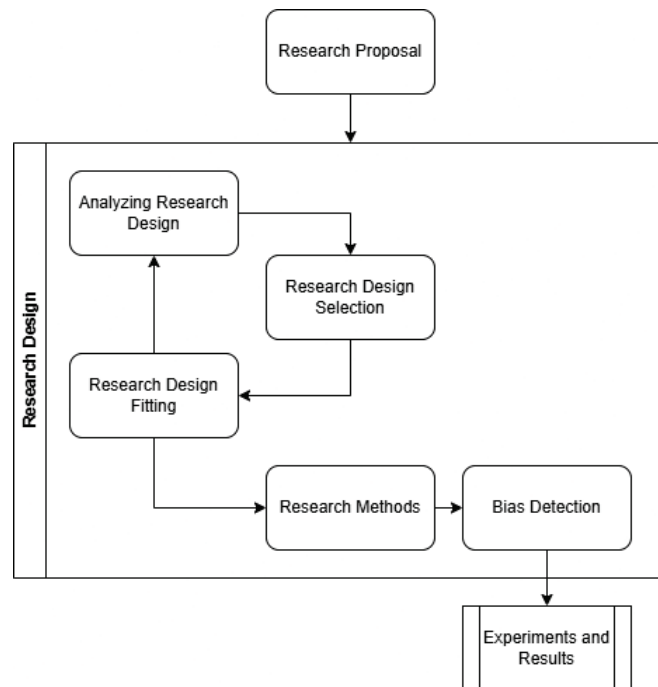 Research Proposal
Research Design
Analyzing Research
Design
Research Design
Selection
Research Design
Fitting
Research Methods
Bias Detection
Experiments and
Results